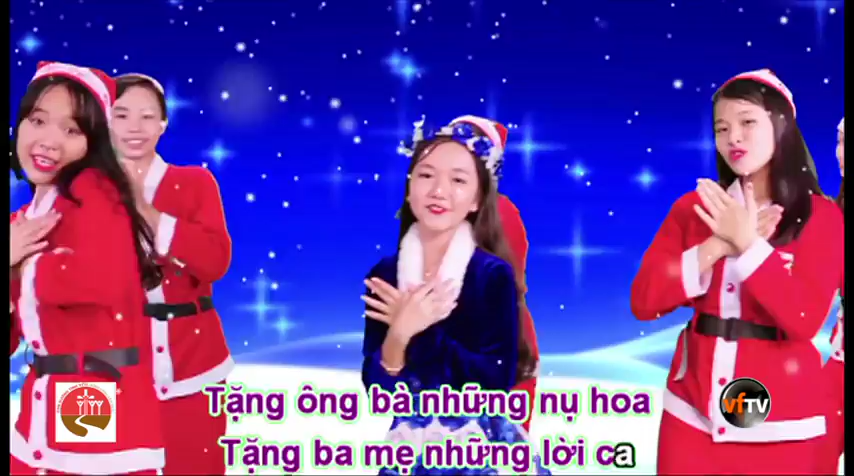 Tặng ông bà những nụ hoa
Tặng ba mẹ những lời ca
vfTV